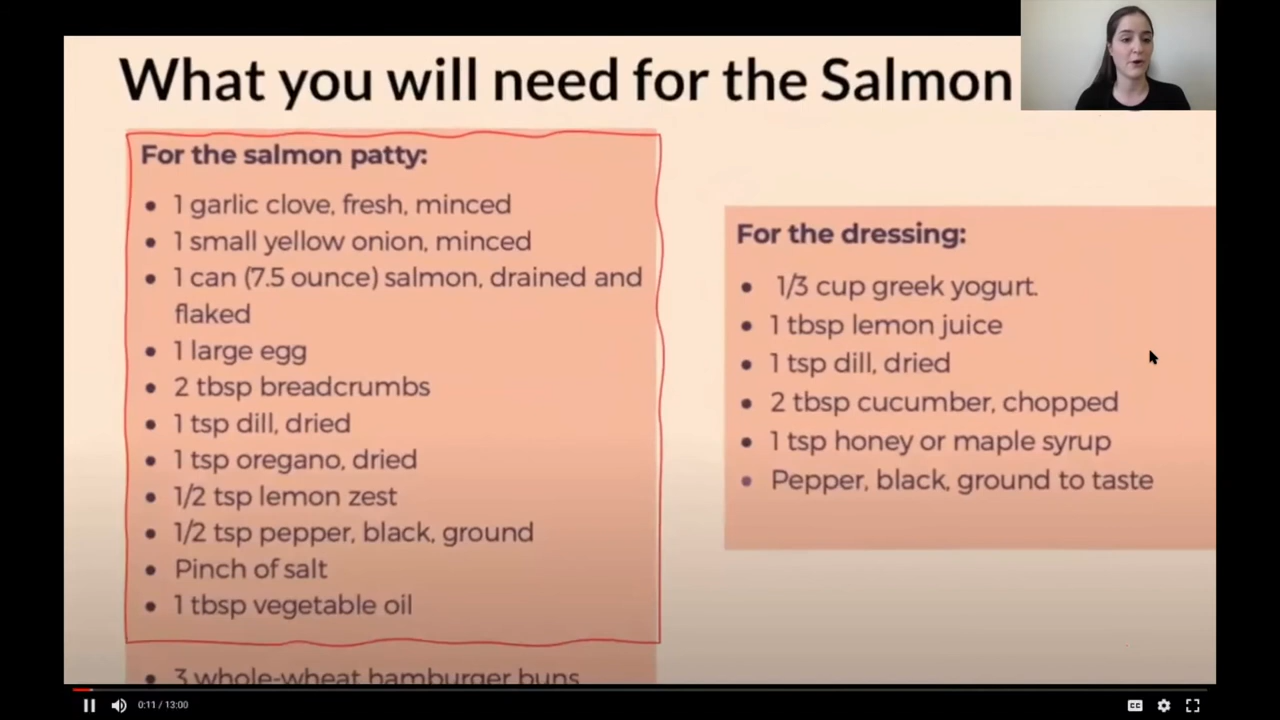 What you will need for the Salmon
For the salmon patty:
• 1 garlic clove, fresh, minced
• 1 small yellow onion, minced
• 1 can (7.5 ounce) salmon, drained and
flaked
• 1 large egg
• 2 tbsp breadcrumbs
• 1 tsp dill, dried
• 1 tsp oregano, dried
• 1/2 tsp lemon zest
• 1/2 tsp pepper, black, ground
• Pinch of salt
• 1 tbsp vegetable oil
• 3 whole-wheat hamburger buns
For the dressing:
• 1/3 cup greek yogurt.
• 1 tbsp lemon juice
• 1 tsp dill, dried
• 2 tbsp cucumber, chopped
• 1 tsp honey or maple syrup
• Pepper, black, ground to taste
0:11 / 13:00
CC